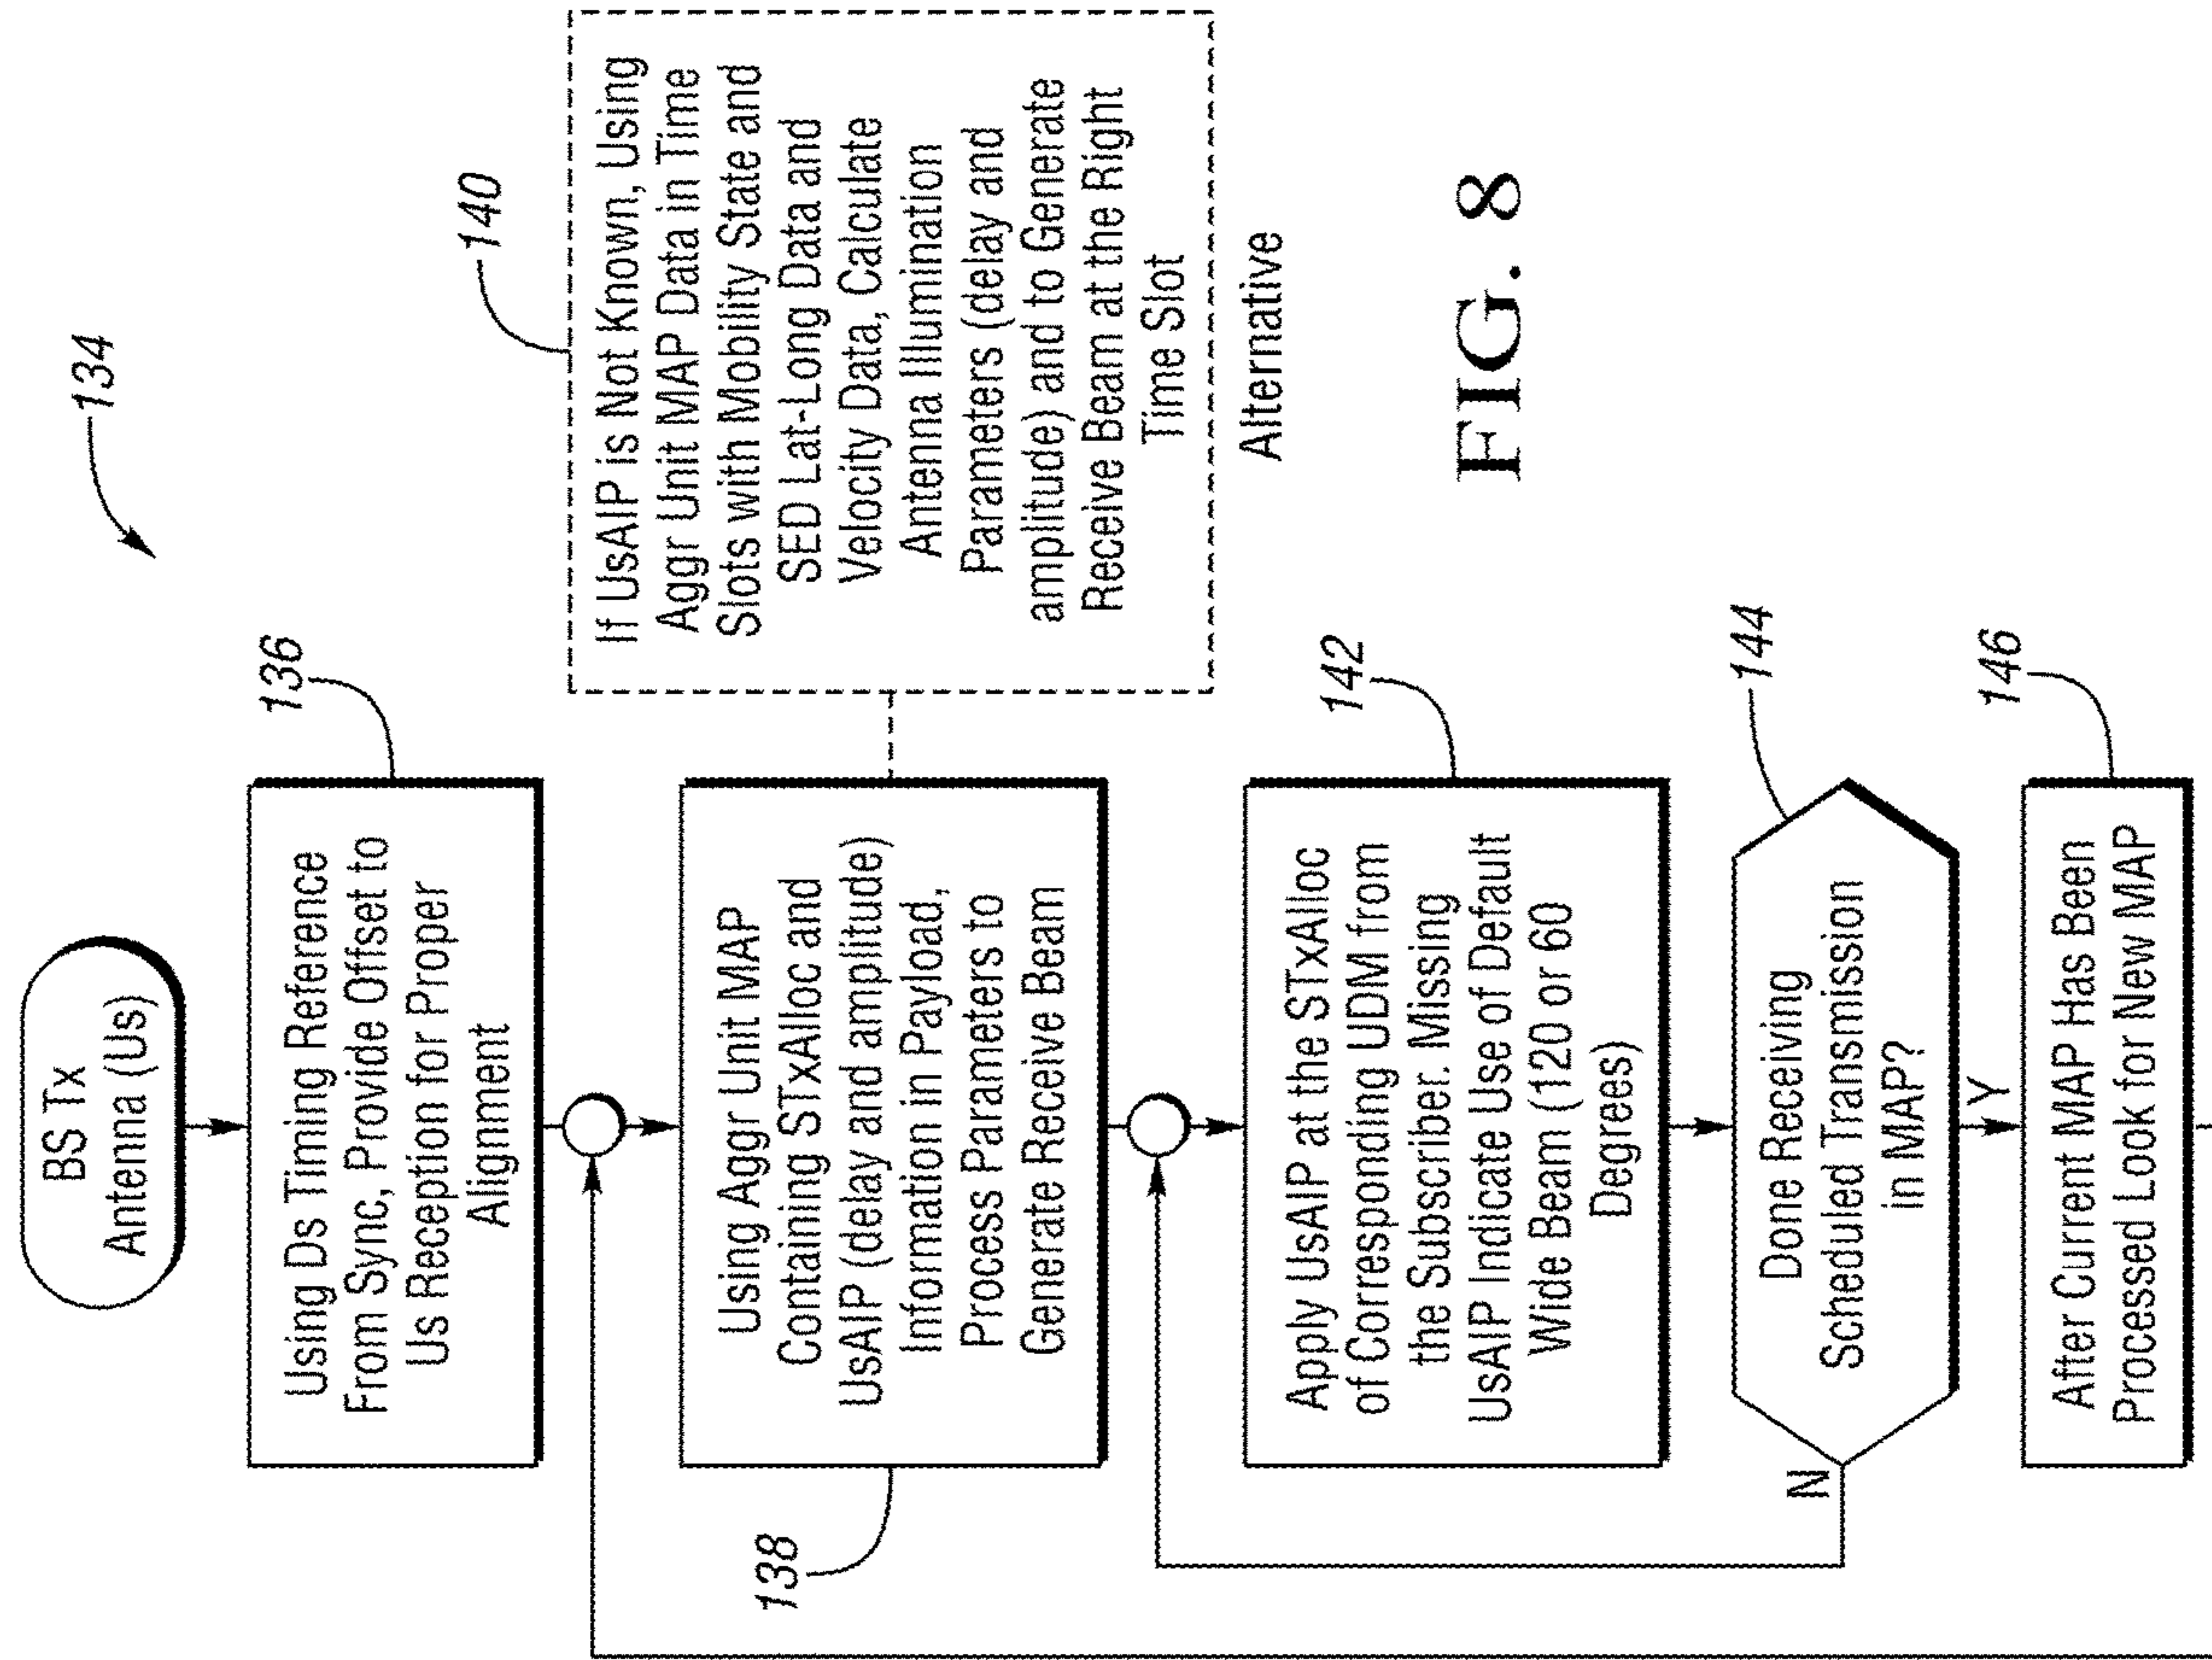 134
BS Tx
Antenna (Us)
136
Using Ds Timing Reference
From Sync, Provide Offset to
Us Reception for Proper
Alignment
138
Using Aggr Unit MAP
Containing STxAlloc and
UsAIP (delay and amplitude)
Information in Payload,
Process Parameters to
Generate Receive Beam
140
If UsAIP is Not Known, Using
Aggr Unit MAP Data in Time
Slots with Mobility State and
SED Lat-Long Data and
Velocity Data, Calculate
Antenna Illumination
Parameters (delay and
amplitude) and to Generate
Receive Beam at the Right
Time Slot
Alternative
142
Apply UsAIP at the STxAlloc
of Corresponding UDM from
the Subscriber. Missing
UsAIP Indicate Use of Default
Wide Beam (120 or 60
Degrees)
144
Done Receiving
Scheduled Transmission
in MAP?
N
Y
146
After Current MAP Has Been
Processed Look for New MAP
FIG. 8